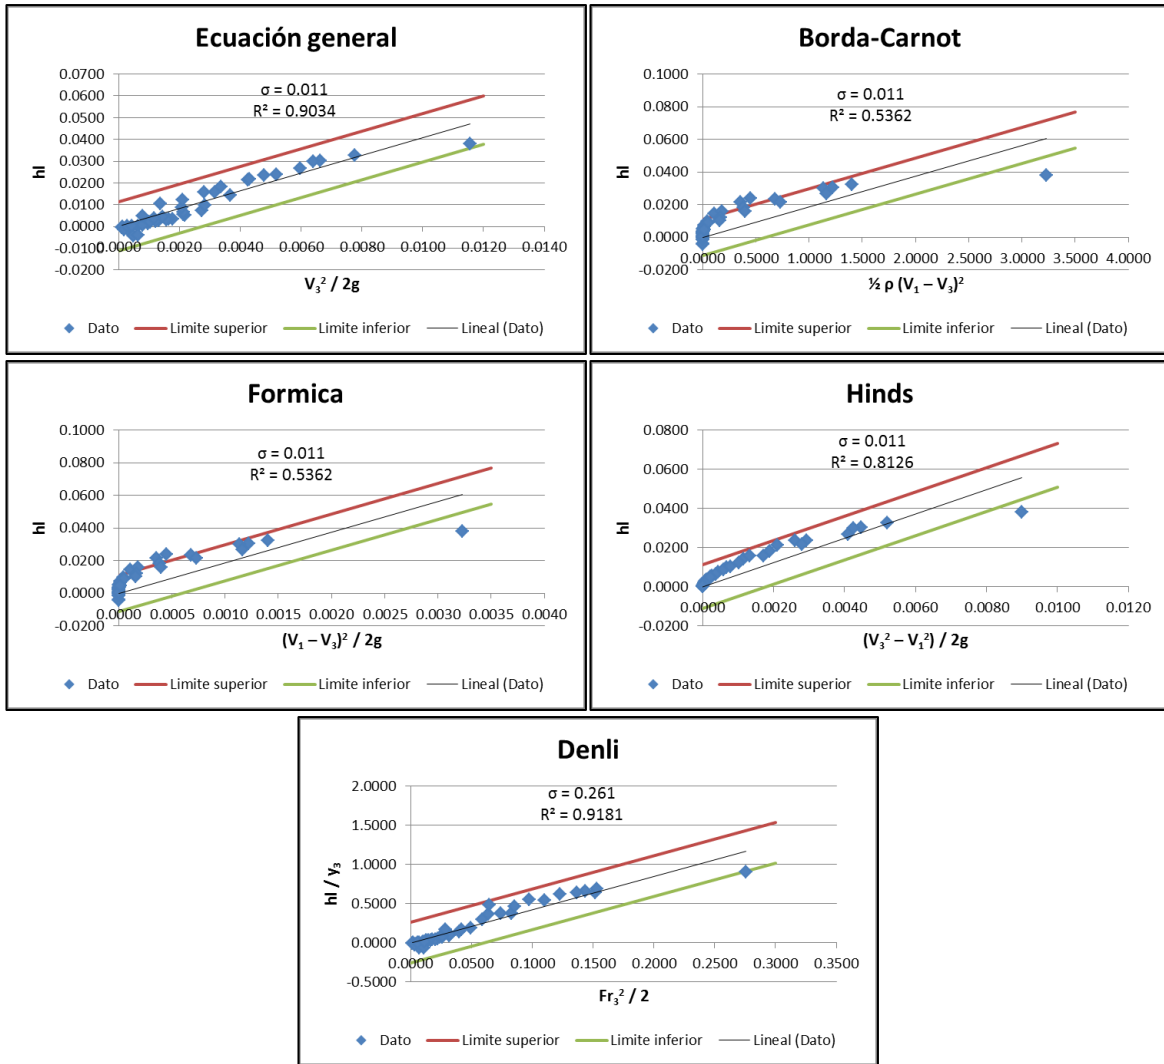 Ecuación general
σ = 0.011
R² = 0.9034
hl
0.0700
0.0600
0.0500
0.0400
0.0300
0.0200
0.0100
0.0000
-0.0100
-0.0200
0.0000 0.0020 0.0040 0.0060 0.0080 0.0100 0.0120 0.0140
V₃² / 2g
Dato Limite superior Limite inferior Lineal (Dato)
Borda-Carnot
σ = 0.011
R² = 0.5362
hl
0.1000
0.0800
0.0600
0.0400
0.0200
0.0000
-0.0200
0.0000 0.5000 1.0000 1.5000 2.0000 2.5000 3.0000 3.5000 4.0000
½ ρ (V₁ – V₃)²
Dato Limite superior Limite inferior Lineal (Dato)
Formica
σ = 0.011
R² = 0.5362
hl
0.1000
0.0800
0.0600
0.0400
0.0200
0.0000
-0.0200
0.0000 0.0005 0.0010 0.0015 0.0020 0.0025 0.0030 0.0035 0.0040
(V₁ – V₃)² / 2g
Dato Limite superior Limite inferior Lineal (Dato)
Hinds
σ = 0.011
R² = 0.8126
hl
0.0800
0.0600
0.0400
0.0200
0.0000
-0.0200
0.0000 0.0020 0.0040 0.0060 0.0080 0.0100 0.0120
(V₃² – V₁²) / 2g
Dato Limite superior Limite inferior Lineal (Dato)
Denli
σ = 0.261
R² = 0.9181
hl / y₃
2.0000
1.5000
1.0000
0.5000
0.0000
-0.5000
0.0000 0.0500 0.1000 0.1500 0.2000 0.2500 0.3000 0.3500
Fr₃² / 2
Dato Limite superior Limite inferior Lineal (Dato)